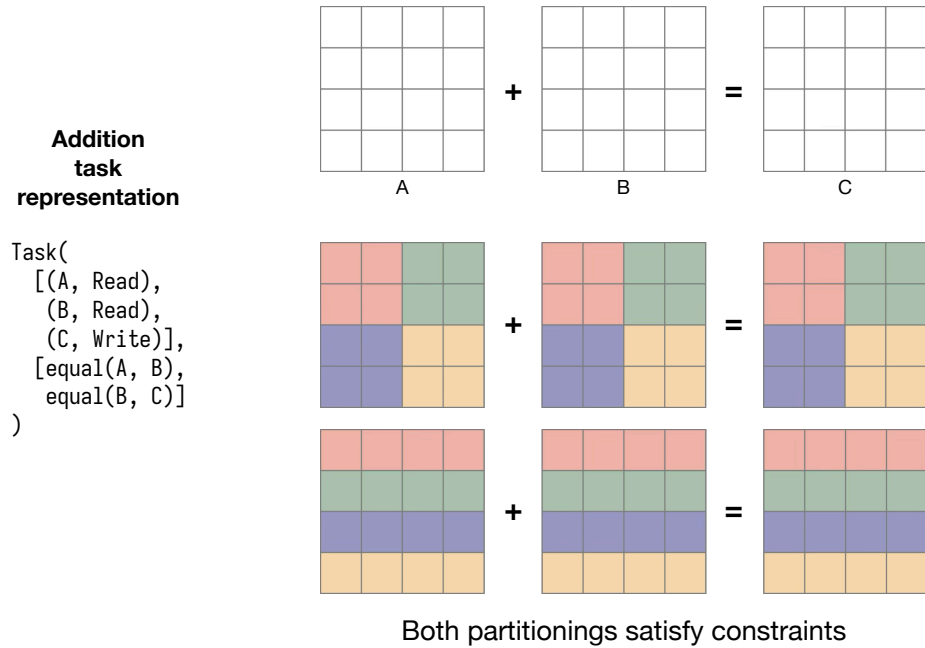 Addition
task
representation
Task(
[(A, Read),
(B, Read),
(C, Write)],
[equal(A, B),
equal(B, C)]
)
+ =
A B C
+ =
+ =
Both partitionings satisfy constraints